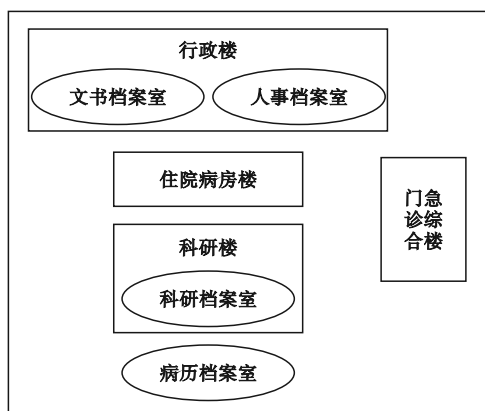 行政楼
文书档案室 人事档案室
住院病房楼
门急
诊综
合楼
科研楼
科研档案室
病历档案室